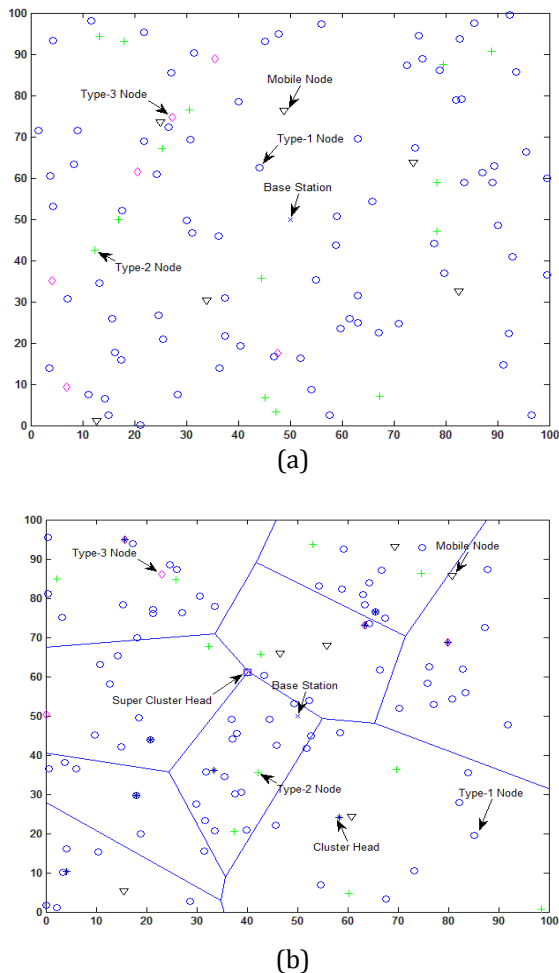 100
90
80
70
60
50
40
30
20
10
0
Type-3 Node
Mobile Node
Type-1 Node
Base Station
Type-2 Node
0 10 20 30 40 50 60 70 80 90 100
(a)
100
90
80
70
60
50
40
30
20
10
0
Type-3 Node
Mobile Node
Super Cluster Head
Base Station
Type-2 Node
Type-1 Node
Cluster Head
0 10 20 30 40 50 60 70 80 90 100
(b)